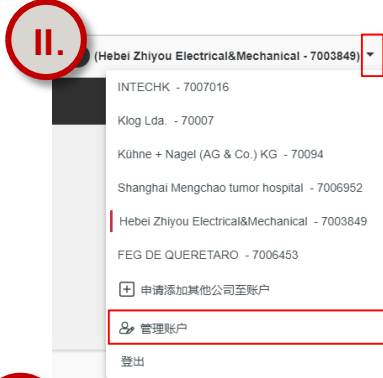 II.
(Hebei Zhiyou Electrical&Mechanical - 7003849)
INTECHK - 7007016
Klog Lda. - 70007
Kühne + Nagel (AG & Co.) KG - 70094
Shanghai Mengchao tumor hospital - 7006952
Hebei Zhiyou Electrical&Mechanical - 7003849
FEG DE QUERETARO - 7006453
申请添加其他公司至账户
管理账户
登出